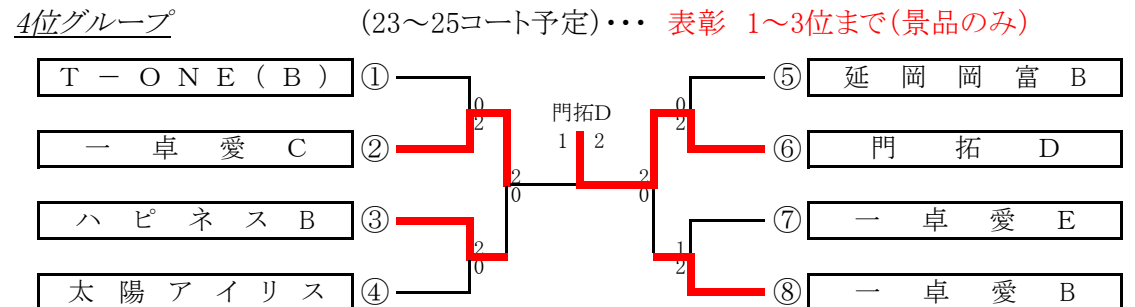 4位グループ (23～25コート予定)・・・ 表彰 1～3位まで(景品のみ)
T－ONE(B) ① ⑤ 延岡岡富B
0 門拓D 0
2 1 2 2
一卓愛C ② ⑥ 門拓D
2 2
0 0
ハピネスB ③ ⑦ 一卓愛E
2 1
0 2
太陽アイリス ④ ⑧ 一卓愛B